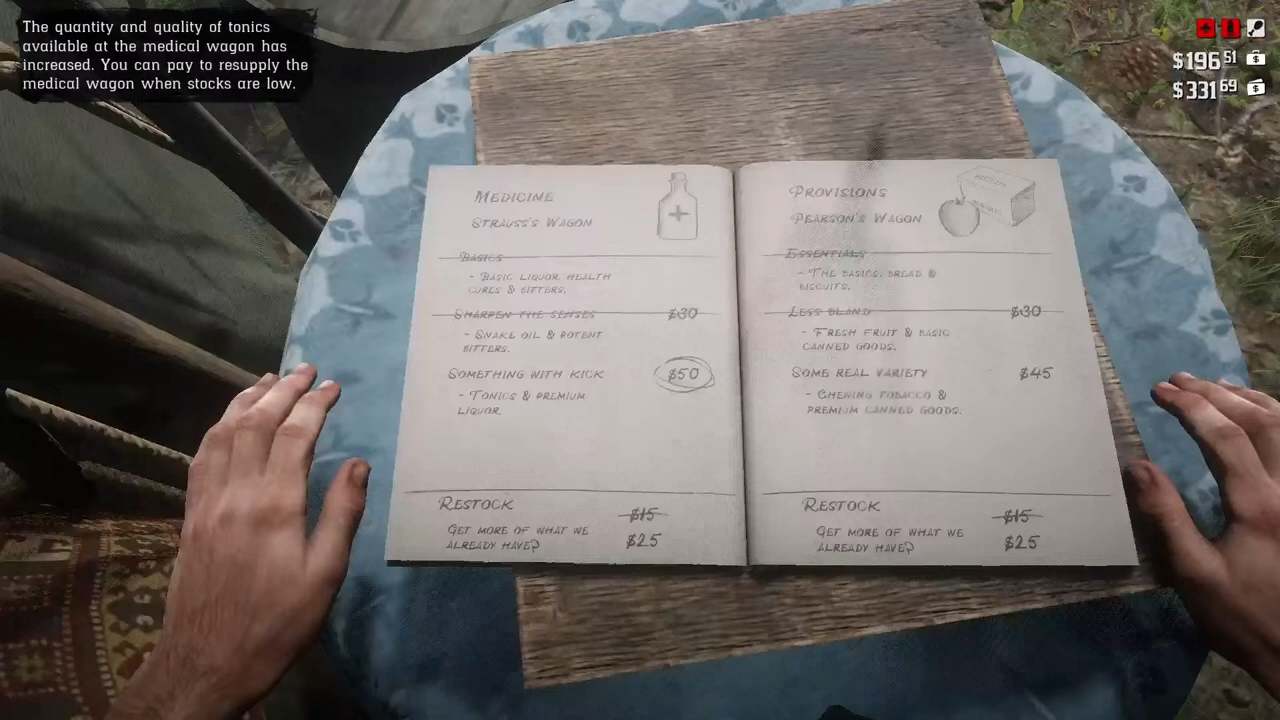 The quantity and quality of tonics
available at the medical wagon has
increased. You can pay to resupply the
medical wagon when stocks are low.
$196 51
$331 69
MEDICINE
STRAUSS'S WAGON
BASICS
- BASIC LIQUOR, HEALTH
CURES & BITTERS.
SHARPEN THE SENSES $30
- SNAKE OIL & POTENT
BITTERS.
SOMETHING WITH KICK $50
- TONICS & PREMIUM
LIQUOR.
RESTOCK $15
GET MORE OF WHAT WE $25
ALREADY HAVE?
PROVISIONS
PEARSON'S WAGON
ESSENTIALS
- THE BASICS, BREAD &
BISCUITS.
LESS BLAND $30
- FRESH FRUIT & BASIC
CANNED GOODS.
SOME REAL VARIETY $45
- CHEWING TOBACCO &
PREMIUM CANNED GOODS.
RESTOCK $15
GET MORE OF WHAT WE $25
ALREADY HAVE?